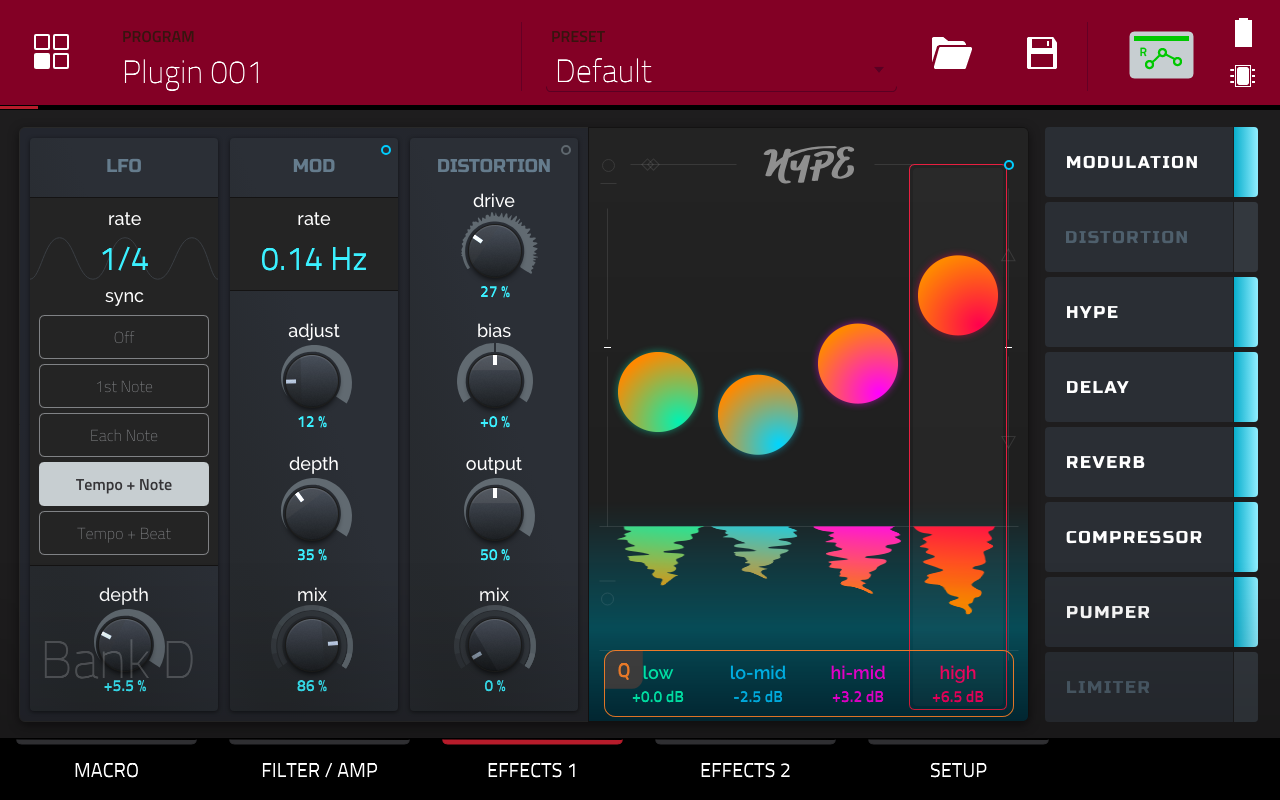 PROGRAM
Plugin 001
PRESET
Default
R
LFO
rate
1/4
sync
Off
1st Note
Each Note
Tempo + Note
Tempo + Beat
depth
Bank D
+5.5 %
MOD
rate
0.14 Hz
adjust
12 %
depth
35 %
mix
86 %
DISTORTION
drive
27 %
bias
+0 %
output
50 %
mix
0 %
HYPE
Q
low
+0.0 dB
lo-mid
-2.5 dB
hi-mid
+3.2 dB
high
+6.5 dB
MODULATION
DISTORTION
HYPE
DELAY
REVERB
COMPRESSOR
PUMPER
LIMITER
MACRO
FILTER / AMP
EFFECTS 1
EFFECTS 2
SETUP